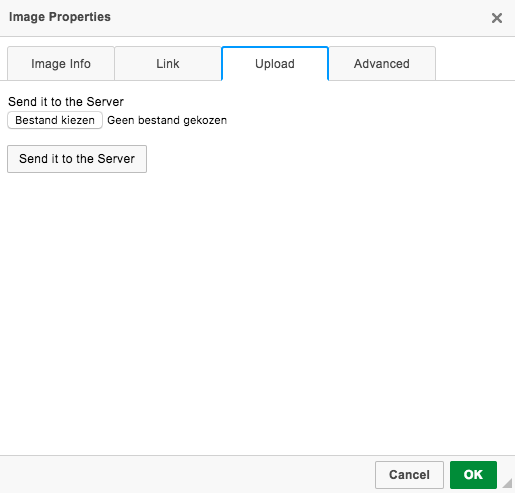 Image Properties
Image Info Link Upload Advanced
Send it to the Server
Bestand kiezen Geen bestand gekozen
Send it to the Server
Cancel OK